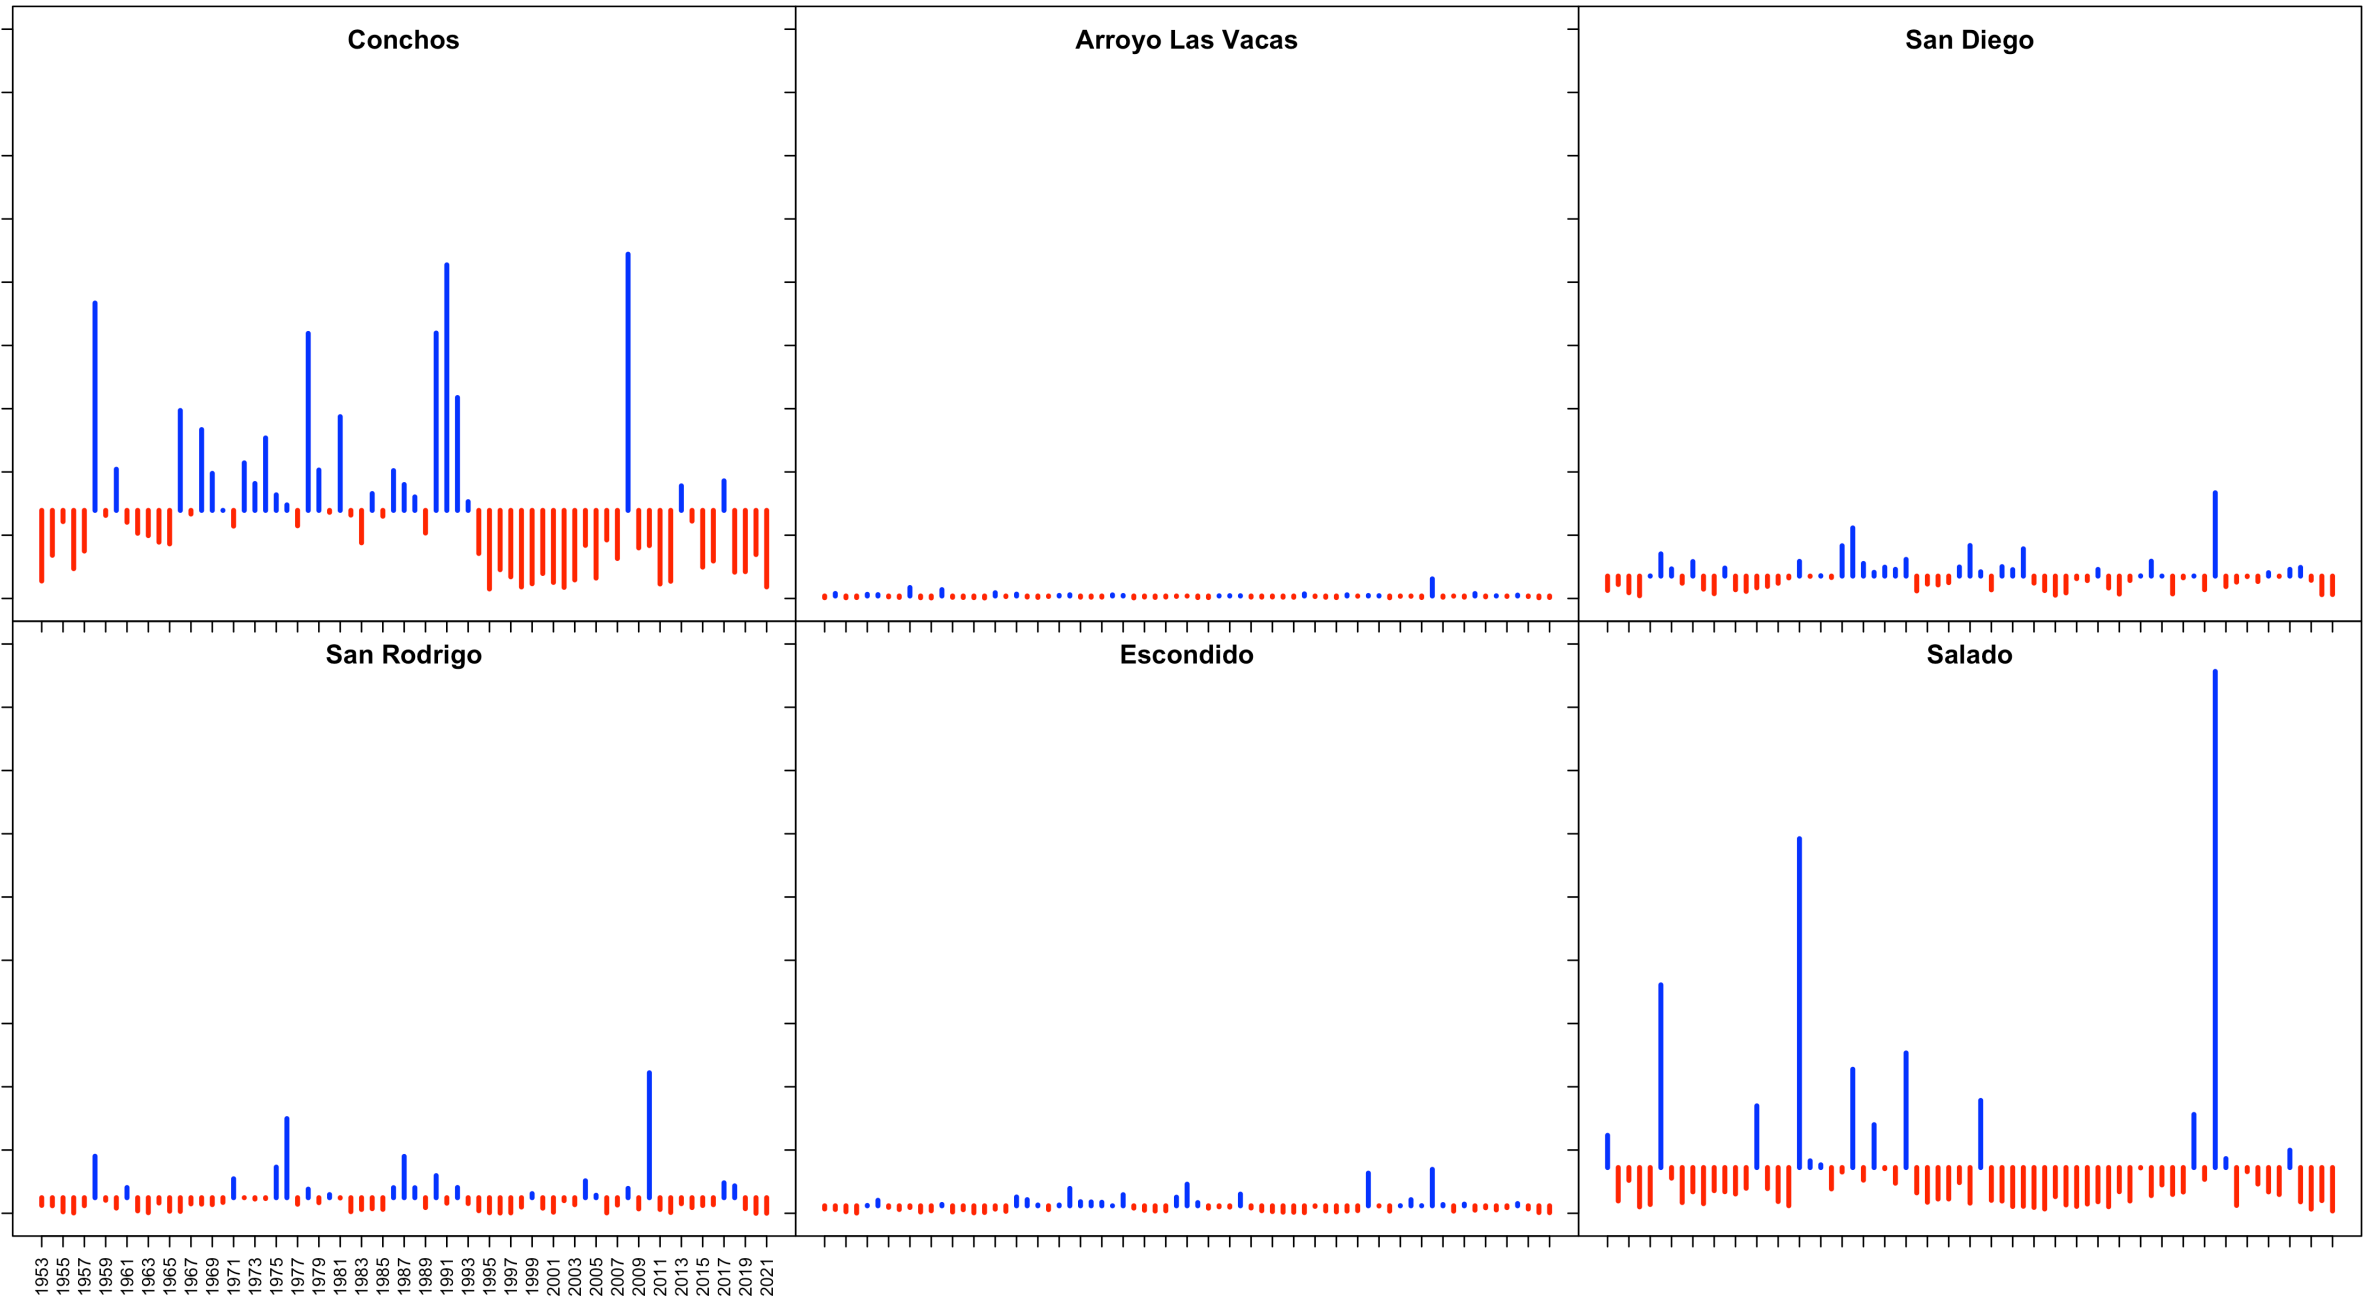 Conchos Arroyo Las Vacas San Diego
San Rodrigo Escondido Salado
1953 1955 1957 1959 1961 1963 1965 1967 1969 1971 1973 1975 1977 1979 1981 1983 1985 1987 1989 1991 1993 1995 1997 1999 2001 2003 2005 2007 2009 2011 2013 2015 2017 2019 2021